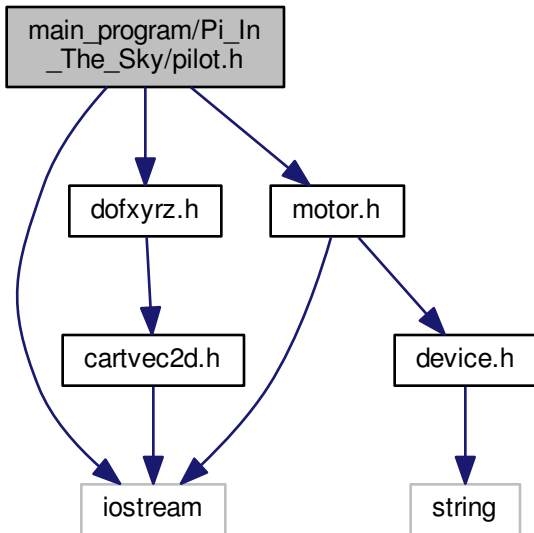 main_program/Pi_In
_The_Sky/pilot.h
dofxyrz.h
motor.h
cartvec2d.h
device.h
iostream
string